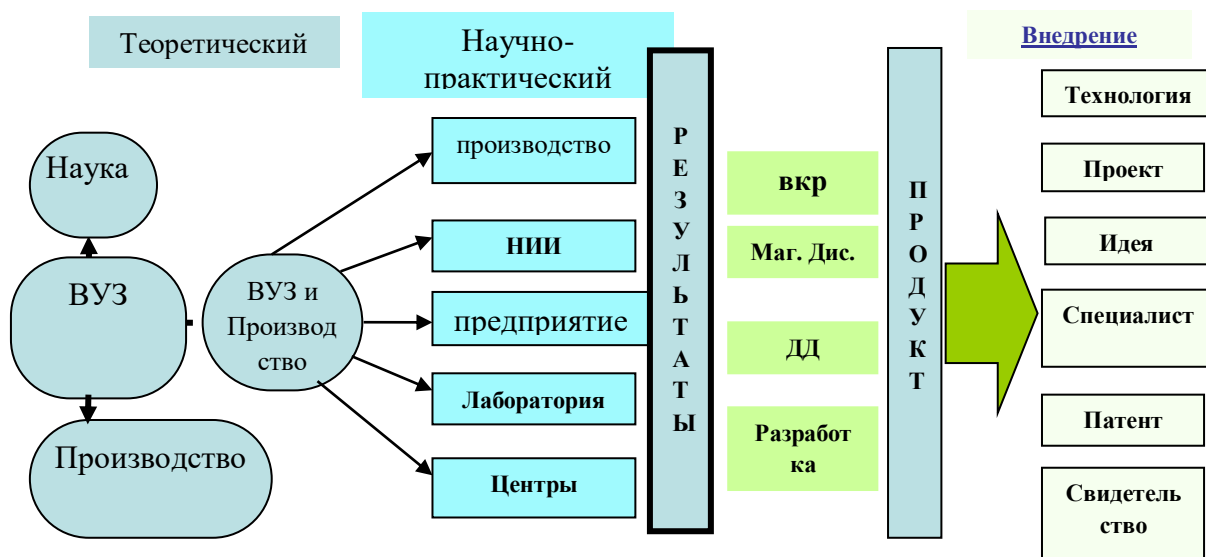 Теоретический
Научно-
практический
Внедрение
Наука
ВУЗ
Производство
ВУЗ и
Производ
ство
производство
НИИ
предприятие
Лаборатория
Центры
Р
Е
З
У
Л
Ь
Т
А
Т
Ы
вкр
Маг. Дис.
ДД
Разработ
ка
П
Р
О
Д
У
К
Т
Технология
Проект
Идея
Специалист
Патент
Свидетель
ство